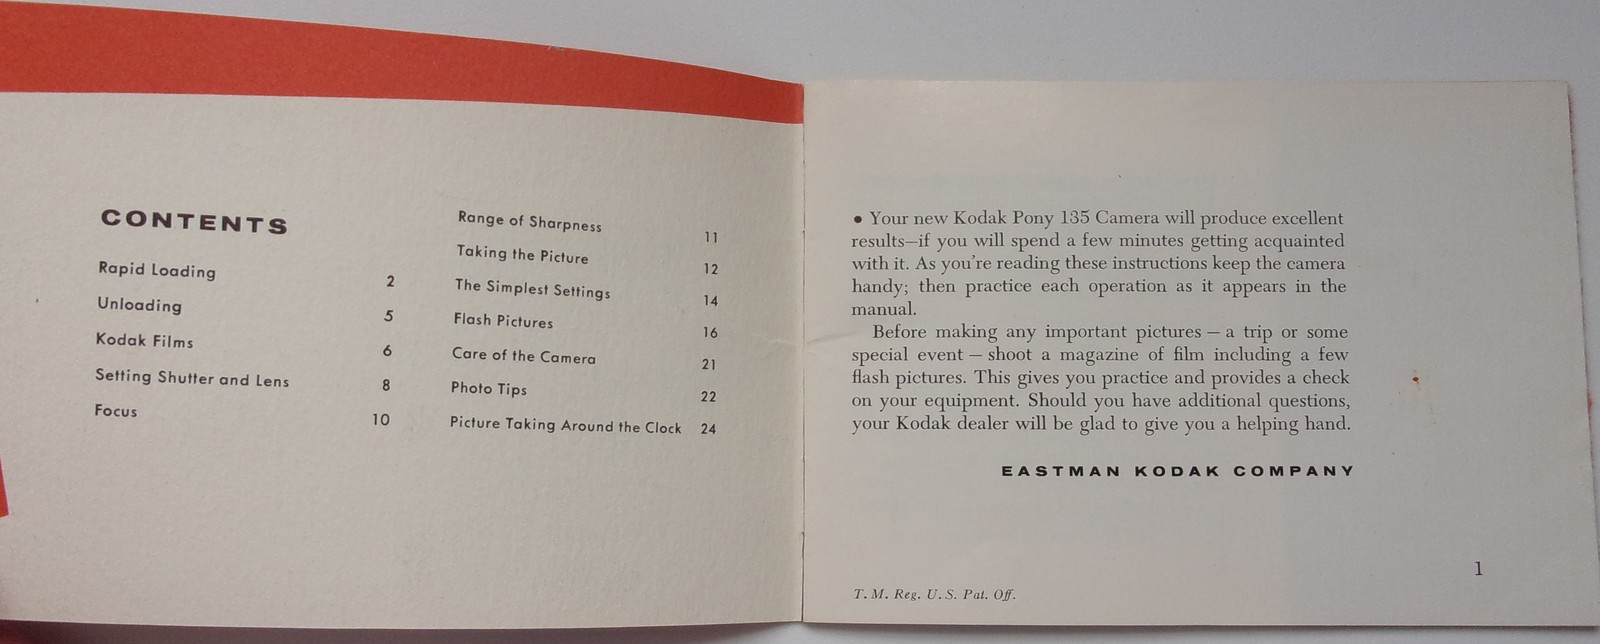 CONTENTS
Rapid Loading 2
Unloading 5
Kodak Films 6
Setting Shutter and Lens 8
Focus 10
Range of Sharpness 11
Taking the Picture 12
The Simplest Settings 14
Flash Pictures 16
Care of the Camera 21
Photo Tips 22
Picture Taking Around the Clock 24
• Your new Kodak Pony 135 Camera will produce excellent
results—if you will spend a few minutes getting acquainted
with it. As you're reading these instructions keep the camera
handy; then practice each operation as it appears in the
manual.
Before making any important pictures — a trip or some
special event — shoot a magazine of film including a few
flash pictures. This gives you practice and provides a check
on your equipment. Should you have additional questions,
your Kodak dealer will be glad to give you a helping hand.
EASTMAN KODAK COMPANY
1
T. M. Reg. U. S. Pat. Off.